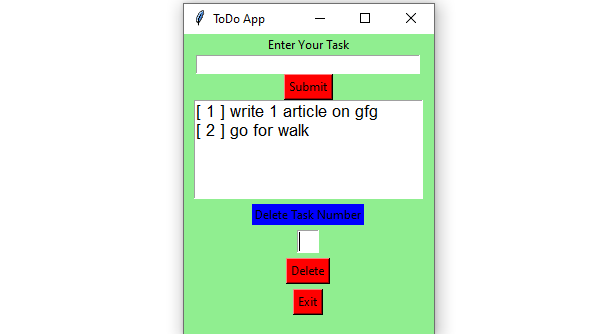 ToDo App
Enter Your Task
Submit
[ 1 ] write 1 article on gfg
[ 2 ] go for walk
Delete Task Number
Delete
Exit